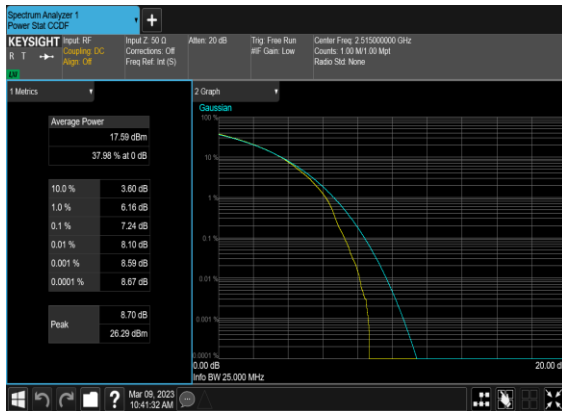 Spectrum Analyzer 1
Power Stat CCDF
KEYSIGHT
R T
LXI
Input: RF
Coupling: DC
Align: Off
Input Z: 50 Ω
Corrections: Off
Freq Ref: Int (S)
Atten: 20 dB
Trig: Free Run
#IF Gain: Low
Center Freq: 2.515000000 GHz
Counts: 1.00 M/1.00 Mpt
Radio Std: None
1 Metrics
Average Power
17.59 dBm
37.98 % at 0 dB
10.0 % 3.60 dB
1.0 % 6.16 dB
0.1 % 7.24 dB
0.01 % 8.10 dB
0.001 % 8.59 dB
0.0001 % 8.67 dB
Peak
8.70 dB
26.29 dBm
2 Graph
Gaussian
100 %
10 %
1 %
0.1 %
0.01 %
0.001 %
0.0001 %
0.00 dB
20.00 dB
Info BW 25.000 MHz
?
Mar 09, 2023
10:41:32 AM